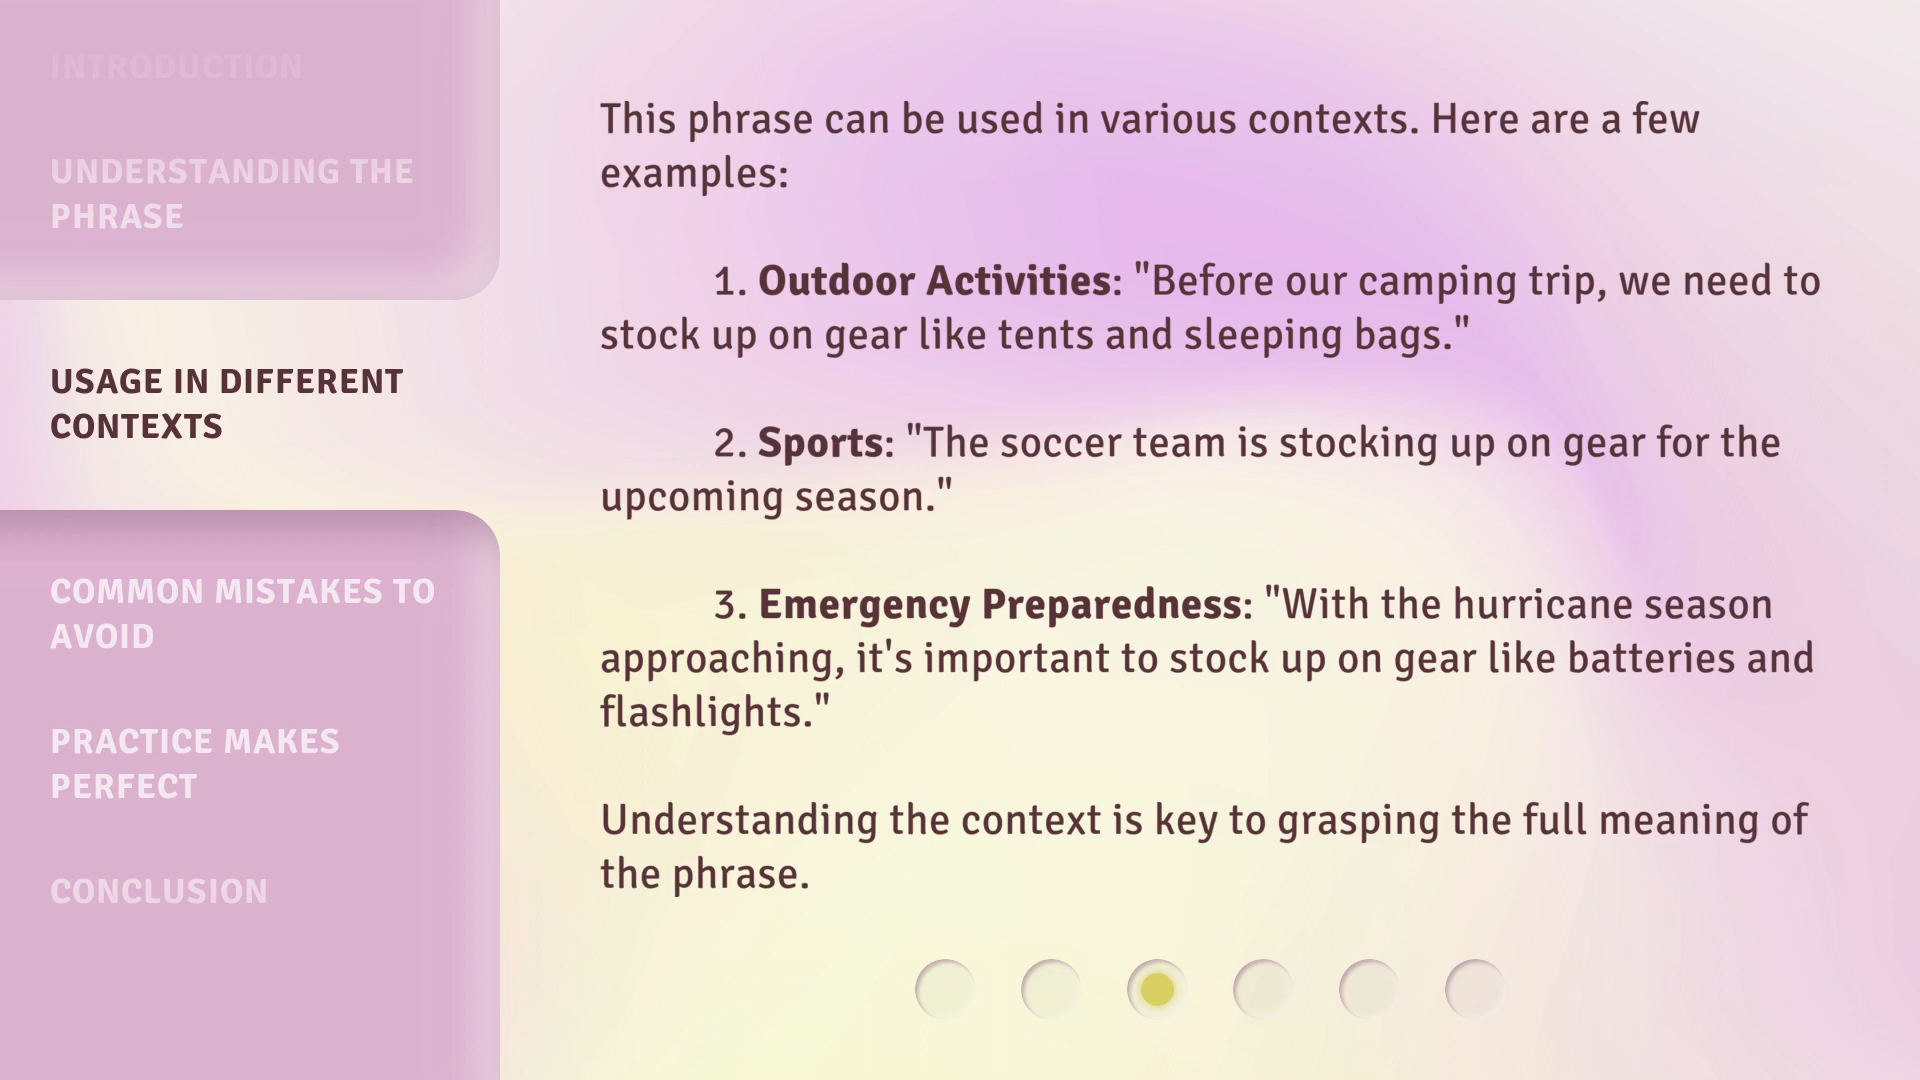 INTRODUCTION
UNDERSTANDING THE
PHRASE
USAGE IN DIFFERENT
CONTEXTS
COMMON MISTAKES TO
AVOID
PRACTICE MAKES
PERFECT
CONCLUSION
This phrase can be used in various contexts. Here are a few
examples:
1. Outdoor Activities: "Before our camping trip, we need to
stock up on gear like tents and sleeping bags."
2. Sports: "The soccer team is stocking up on gear for the
upcoming season."
3. Emergency Preparedness: "With the hurricane season
approaching, it's important to stock up on gear like batteries and
flashlights."
Understanding the context is key to grasping the full meaning of
the phrase.